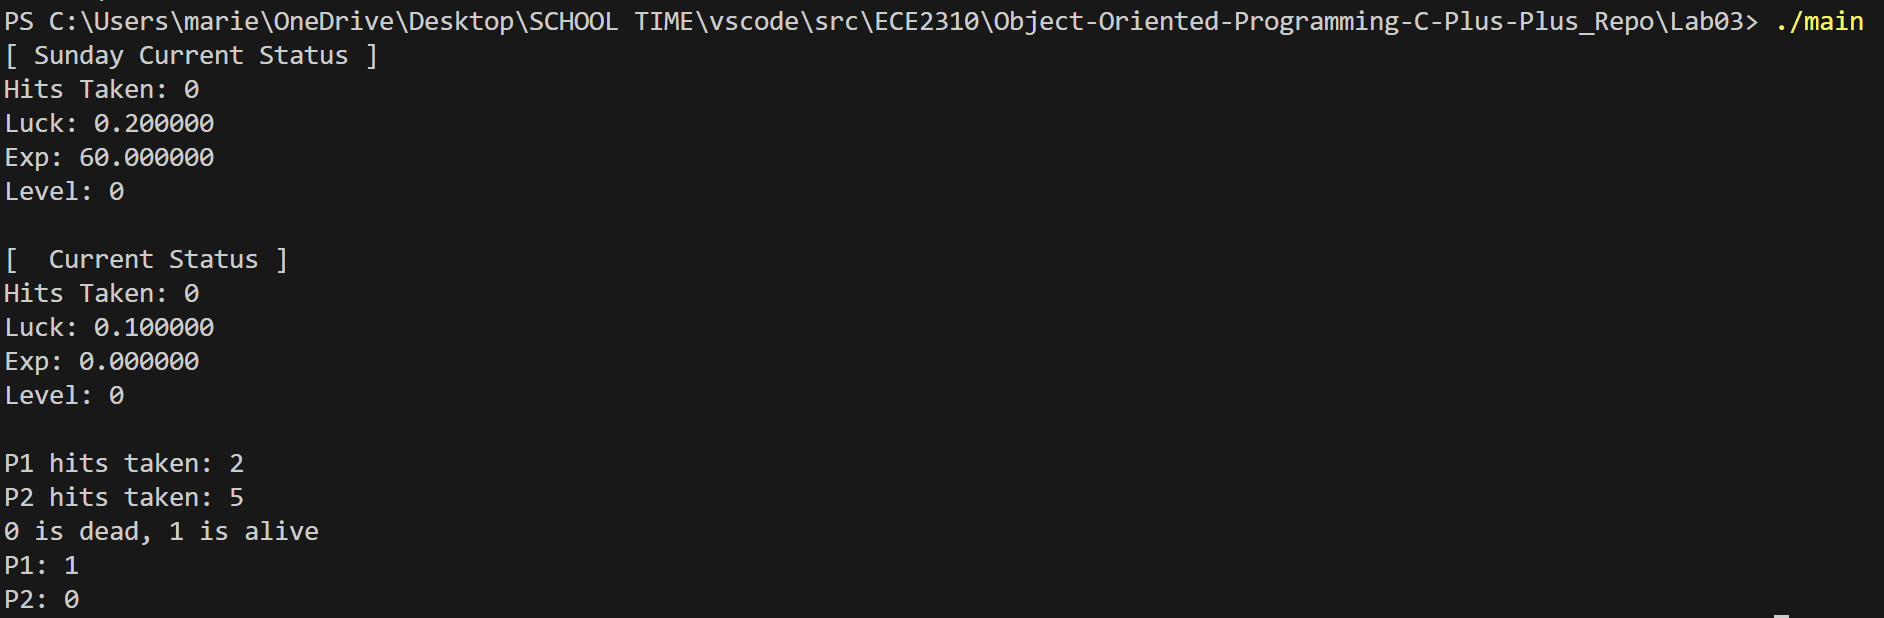 PS C:\Users\marie\OneDrive\Desktop\SCHOOL TIME\vscode\src\ECE2310\Object-Oriented-Programming-C-Plus-Plus_Repo\Lab03> ./main
[ Sunday Current Status ]
Hits Taken: 0
Luck: 0.200000
Exp: 60.000000
Level: 0

[  Current Status ]
Hits Taken: 0
Luck: 0.100000
Exp: 0.000000
Level: 0

P1 hits taken: 2
P2 hits taken: 5
0 is dead, 1 is alive
P1: 1
P2: 0